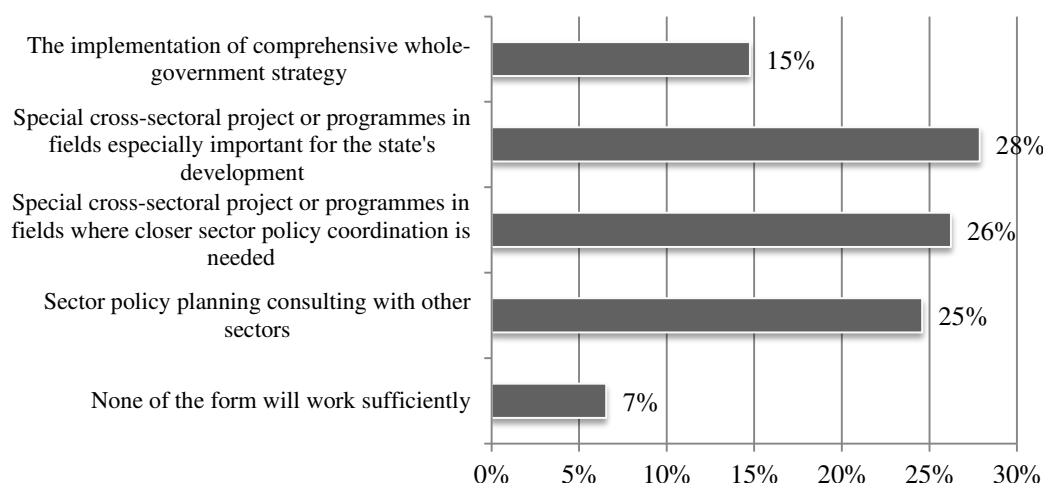 The implementation of comprehensive whole-
government strategy
15%
Special cross-sectoral project or programmes in
fields especially important for the state's
development
28%
Special cross-sectoral project or programmes in
fields where closer sector policy coordination is
needed
26%
Sector policy planning consulting with other
sectors
25%
None of the form will work sufficiently
7%
0% 5% 10% 15% 20% 25% 30%